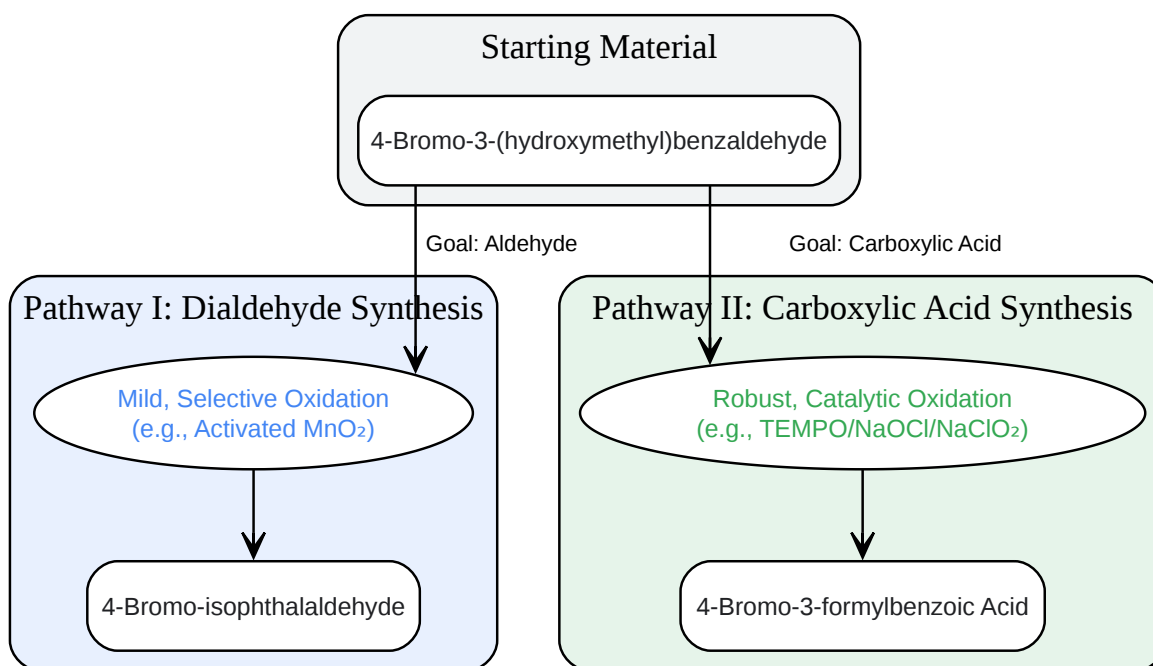 Starting Material
4-Bromo-3-(hydroxymethyl)benzaldehyde
Goal: Aldehyde
Goal: Carboxylic Acid
Pathway I: Dialdehyde Synthesis
Mild, Selective Oxidation
(e.g., Activated MnO₂)
4-Bromo-isophthalaldehyde
Pathway II: Carboxylic Acid Synthesis
Robust, Catalytic Oxidation
(e.g., TEMPO/NaOCl/NaClO₂)
4-Bromo-3-formylbenzoic Acid